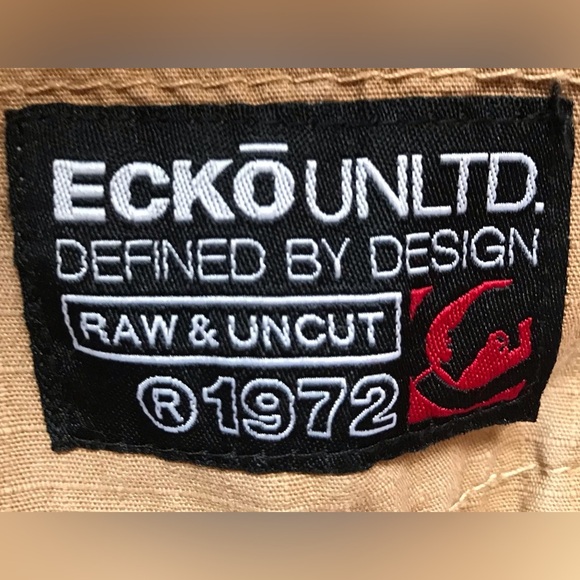 ECKŌ UNLTD.
DEFINED BY DESIGN
RAW & UNCUT
®1972